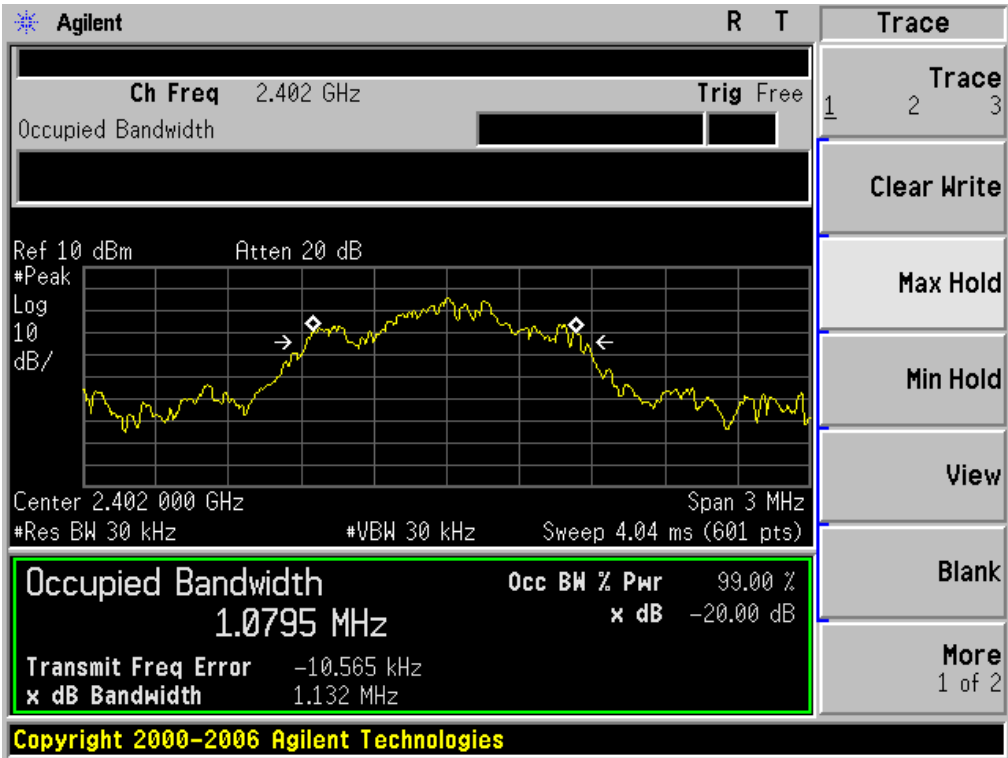 Agilent R T
Trace
Ch Freq 2.402 GHz Trig Free
Occupied Bandwidth
Trace
1 2 3
Clear Write
Max Hold
Min Hold
View
Blank
More
1 of 2
Ref 10 dBm Atten 20 dB
#Peak
Log
10
dB/
Center 2.402 000 GHz Span 3 MHz
#Res BW 30 kHz #VBW 30 kHz Sweep 4.04 ms (601 pts)
Occupied Bandwidth Occ BW % Pwr 99.00 %
1.0795 MHz x dB -20.00 dB
Transmit Freq Error -10.565 kHz
x dB Bandwidth 1.132 MHz
Copyright 2000-2006 Agilent Technologies